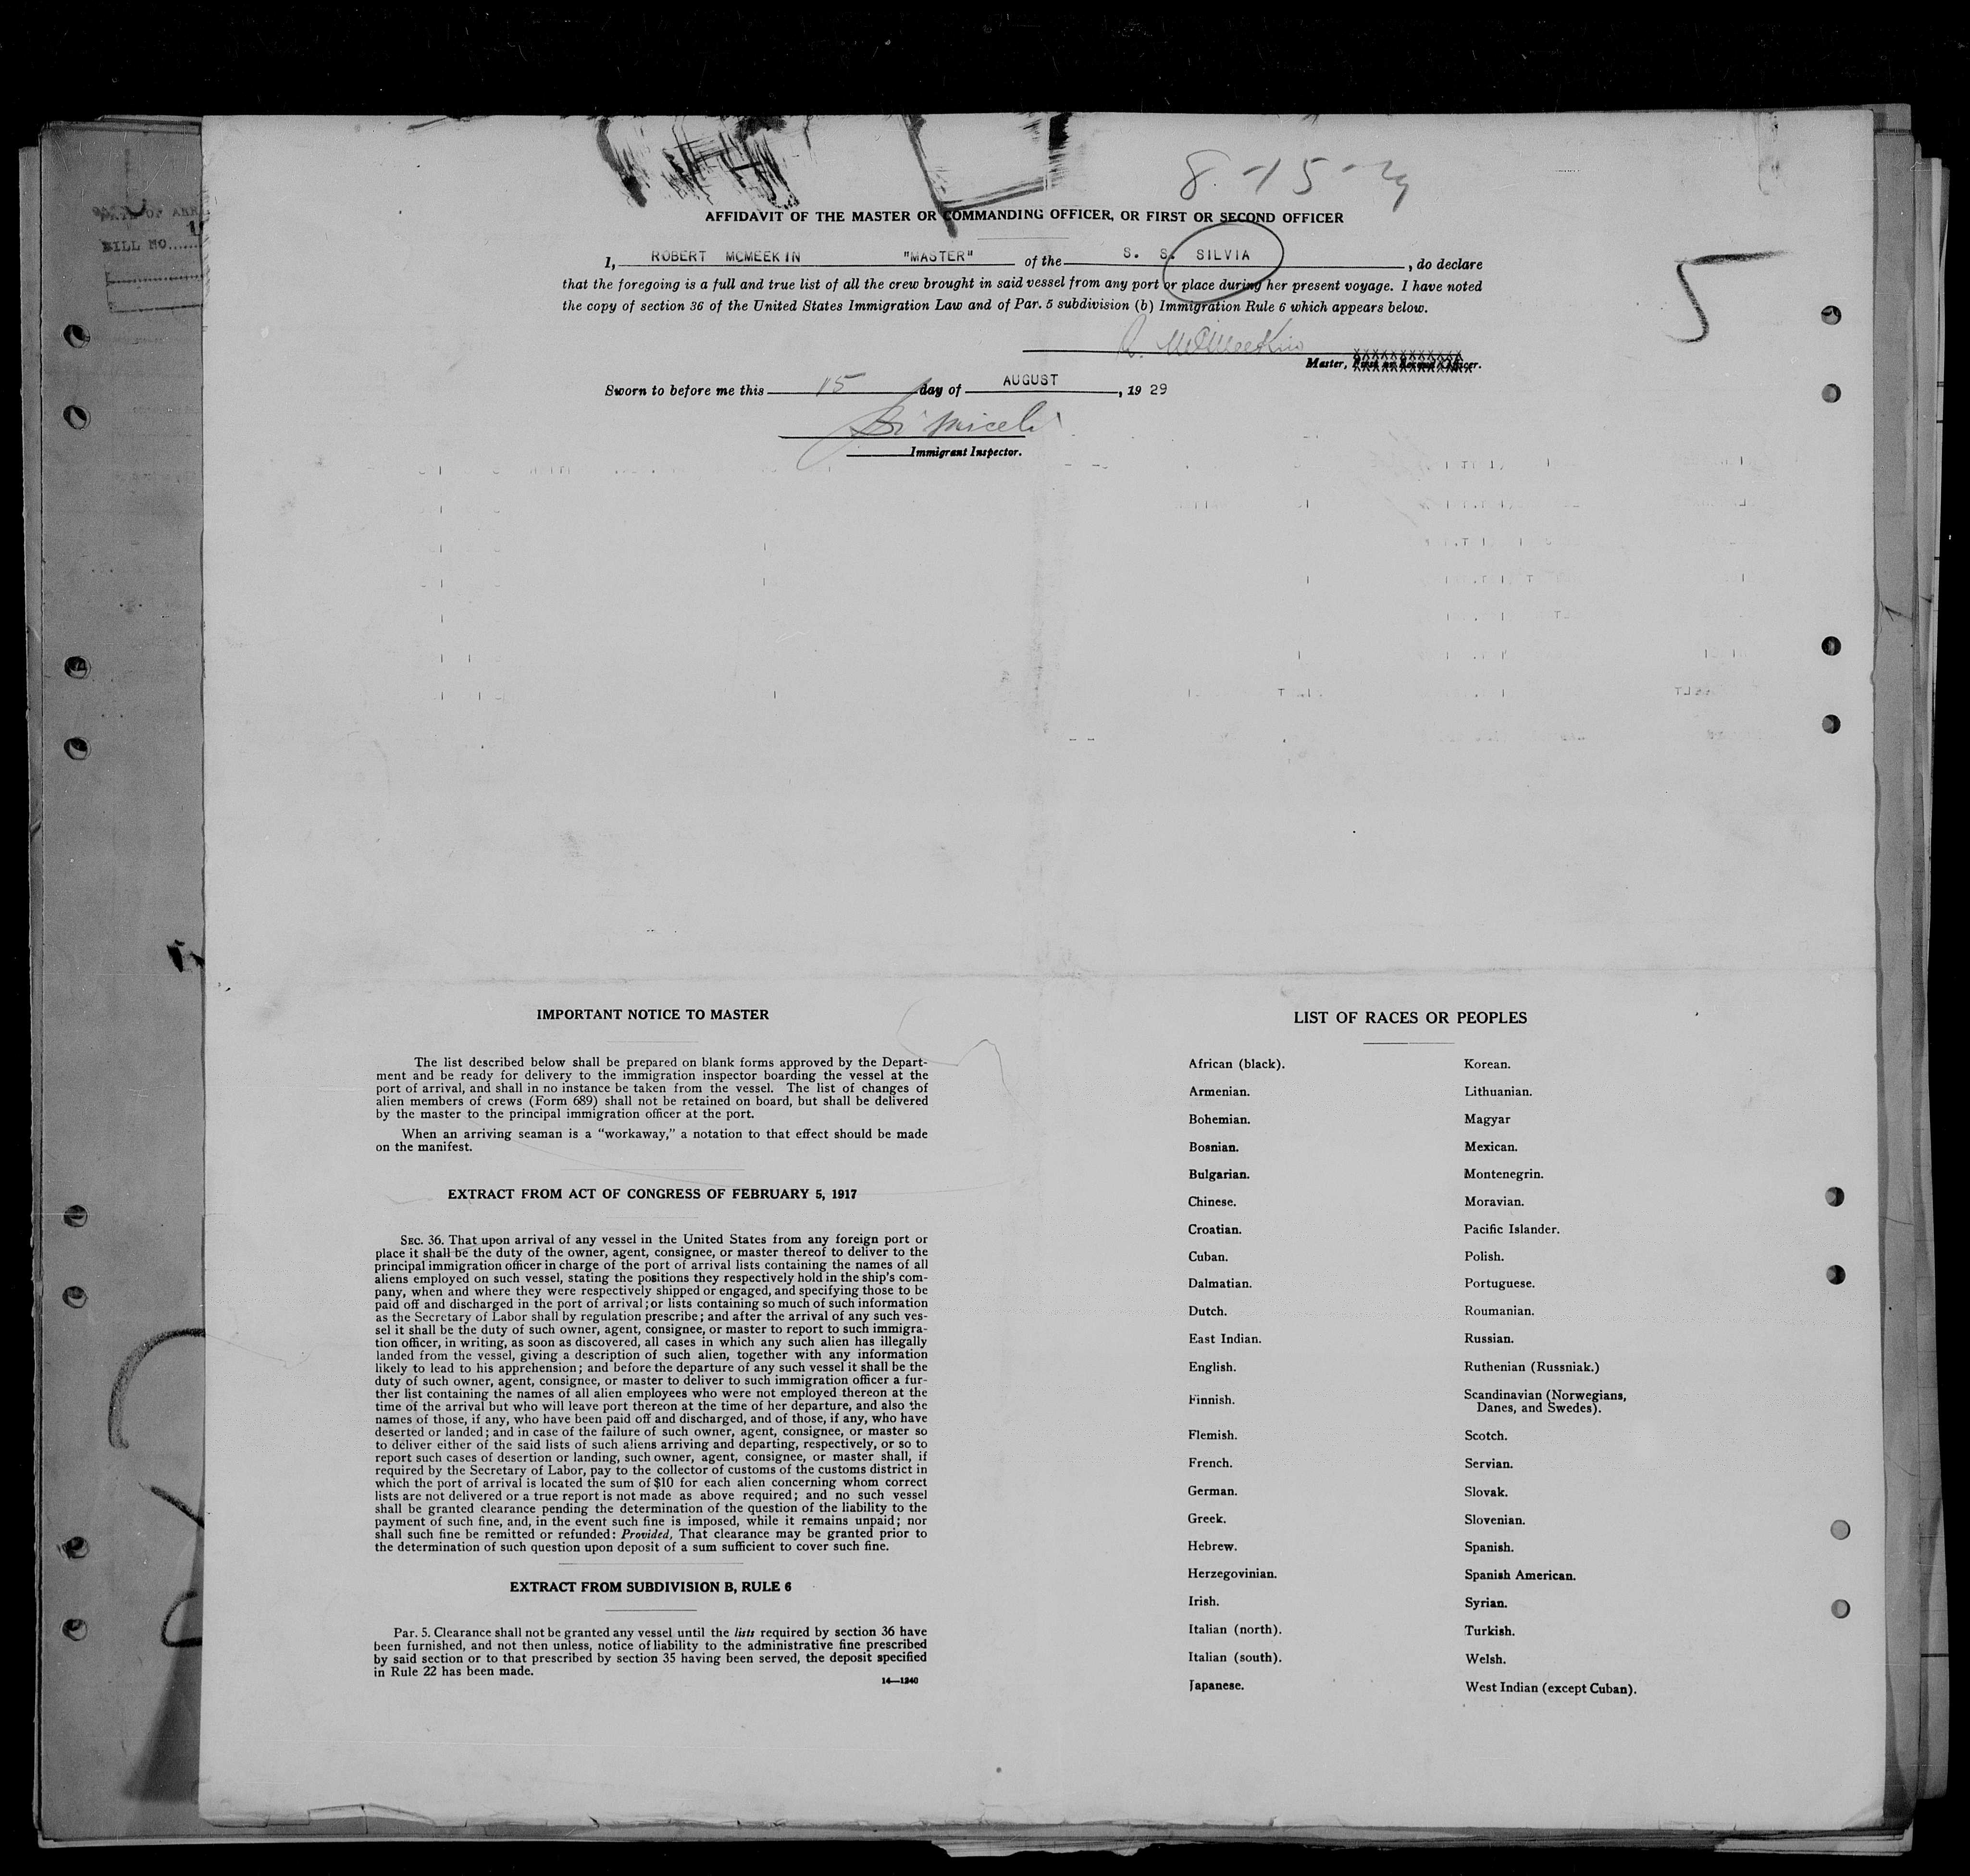 8-15-29
AFFIDAVIT OF THE MASTER OR COMMANDING OFFICER, OR FIRST OR SECOND OFFICER
I, ROBERT MCMEEKIN "MASTER" of the S. S. SILVIA, do declare
that the foregoing is a full and true list of all the crew brought in said vessel from any port or place during her present voyage. I have noted
the copy of section 36 of the United States Immigration Law and of Par. 5 subdivision (b) Immigration Rule 6 which appears below.
5
R. McMeekin
Master, First or Second Officer.
Sworn to before me this 15 day of AUGUST, 1929
Miceli
Immigrant Inspector.
BILL NO......
IMPORTANT NOTICE TO MASTER
The list described below shall be prepared on blank forms approved by the Depart-
ment and be ready for delivery to the immigration inspector boarding the vessel at the
port of arrival, and shall in no instance be taken from the vessel. The list of changes of
alien members of crews (Form 689) shall not be retained on board, but shall be delivered
by the master to the principal immigration officer at the port.
When an arriving seaman is a "workaway," a notation to that effect should be made
on the manifest.
EXTRACT FROM ACT OF CONGRESS OF FEBRUARY 5, 1917
SEC. 36. That upon arrival of any vessel in the United States from any foreign port or
place it shall be the duty of the owner, agent, consignee, or master thereof to deliver to the
principal immigration officer in charge of the port of arrival lists containing the names of all
aliens employed on such vessel, stating the positions they respectively hold in the ship's com-
pany, when and where they were respectively shipped or engaged, and specifying those to be
paid off and discharged in the port of arrival; or lists containing so much of such information
as the Secretary of Labor shall by regulation prescribe; and after the arrival of any such ves-
sel it shall be the duty of such owner, agent, consignee, or master to report to such immigra-
tion officer, in writing, as soon as discovered, all cases in which any such alien has illegally
landed from the vessel, giving a description of such alien, together with any information
likely to lead to his apprehension; and before the departure of any such vessel it shall be the
duty of such owner, agent, consignee, or master to deliver to such immigration officer a fur-
ther list containing the names of all alien employees who were not employed thereon at the
time of the arrival but who will leave port thereon at the time of her departure, and also the
names of those, if any, who have been paid off and discharged, and of those, if any, who have
deserted or landed; and in case of the failure of such owner, agent, consignee, or master so
to deliver either of the said lists of such aliens arriving and departing, respectively, or so to
report such cases of desertion or landing, such owner, agent, consignee, or master shall, if
required by the Secretary of Labor, pay to the collector of customs of the customs district in
which the port of arrival is located the sum of $10 for each alien concerning whom correct
lists are not delivered or a true report is not made as above required; and no such vessel
shall be granted clearance pending the determination of the question of the liability to the
payment of such fine, and, in the event such fine is imposed, while it remains unpaid; nor
shall such fine be remitted or refunded: Provided, That clearance may be granted prior to
the determination of such question upon deposit of a sum sufficient to cover such fine.
EXTRACT FROM SUBDIVISION B, RULE 6
Par. 5. Clearance shall not be granted any vessel until the lists required by section 36 have
been furnished, and not then unless, notice of liability to the administrative fine prescribed
by said section or to that prescribed by section 35 having been served, the deposit specified
in Rule 22 has been made.
14—1240
LIST OF RACES OR PEOPLES
African (black).
Armenian.
Bohemian.
Bosnian.
Bulgarian.
Chinese.
Croatian.
Cuban.
Dalmatian.
Dutch.
East Indian.
English.
Finnish.
Flemish.
French.
German.
Greek.
Hebrew.
Herzegovinian.
Irish.
Italian (north).
Italian (south).
Japanese.
Korean.
Lithuanian.
Magyar
Mexican.
Montenegrin.
Moravian.
Pacific Islander.
Polish.
Portuguese.
Roumanian.
Russian.
Ruthenian (Russniak.)
Scandinavian (Norwegians,
Danes, and Swedes).
Scotch.
Servian.
Slovak.
Slovenian.
Spanish.
Spanish American.
Syrian.
Turkish.
Welsh.
West Indian (except Cuban).